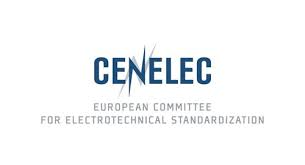 CENELEC
EUROPEAN COMMITTEE
FOR ELECTROTECHNICAL STANDARDIZATION